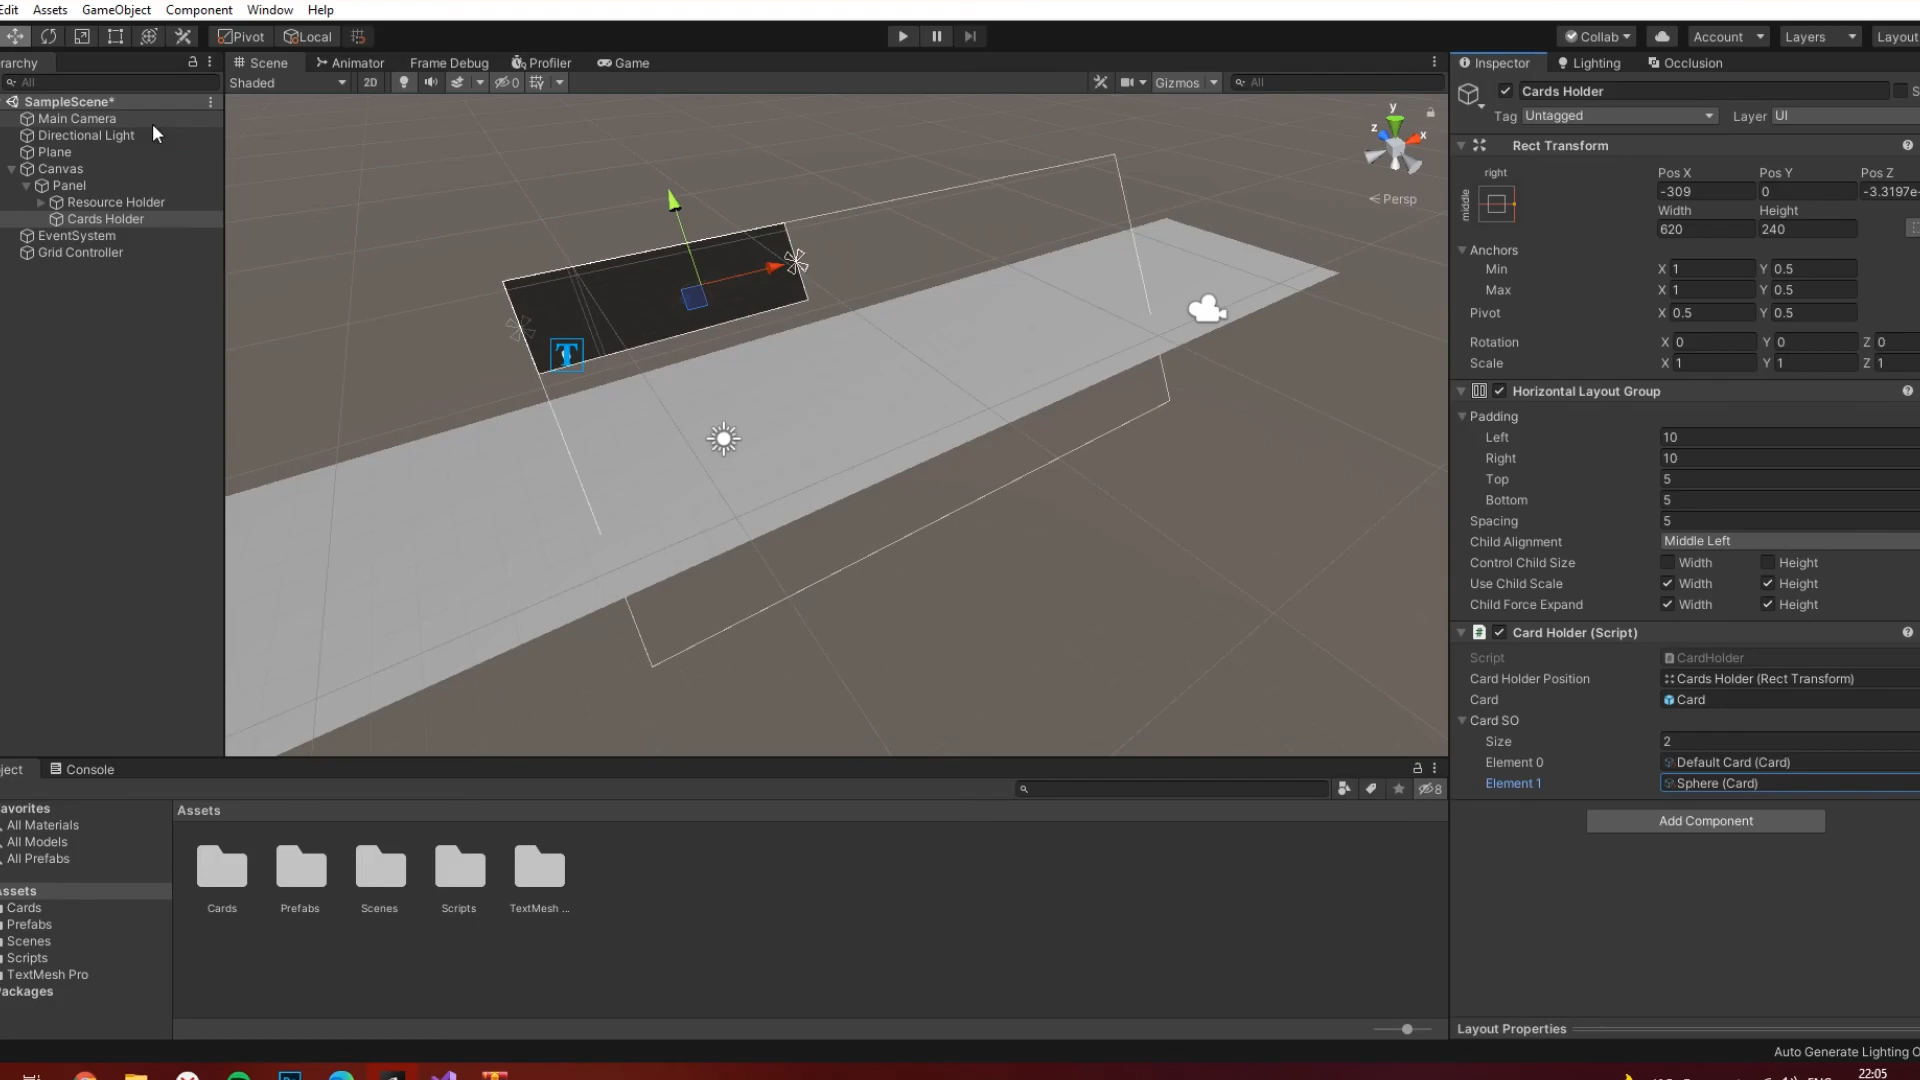 Edit Assets GameObject Component Window Help
Pivot Local Collab Account Layers Layout
erarchy Scene Animator Frame Debug Profiler Game Inspector Lighting Occlusion
All Shaded 2D 0 Gizmos All Cards Holder S
SampleScene*
Tag Untagged Layer UI
Main Camera
Directional Light
Plane
Canvas
Panel
Resource Holder
Cards Holder
EventSystem
Grid Controller
y
z x
Persp
Rect Transform
right
middle
Pos X Pos Y Pos Z
-309 0 -3.3197e-
Width Height
620 240
Anchors
Min X 1 Y 0.5
Max X 1 Y 0.5
Pivot X 0.5 Y 0.5
Rotation X 0 Y 0 Z 0
Scale X 1 Y 1 Z 1
Horizontal Layout Group
Padding
Left 10
Right 10
Top 5
Bottom 5
Spacing 5
Child Alignment Middle Left
Control Child Size Width Height
Use Child Scale Width Height
Child Force Expand Width Height
Card Holder (Script)
Script CardHolder
Card Holder Position Cards Holder (Rect Transform)
Card Card
Card SO
Size 2
Element 0 Default Card (Card)
Element 1 Sphere (Card)
Add Component
T
oject Console
8
avorites
All Materials
All Models
All Prefabs
Assets
Cards
Prefabs
Scenes
Scripts
TextMesh Pro
Packages
Assets
Cards Prefabs Scenes Scripts TextMesh ...
Layout Properties
Auto Generate Lighting O
22:05